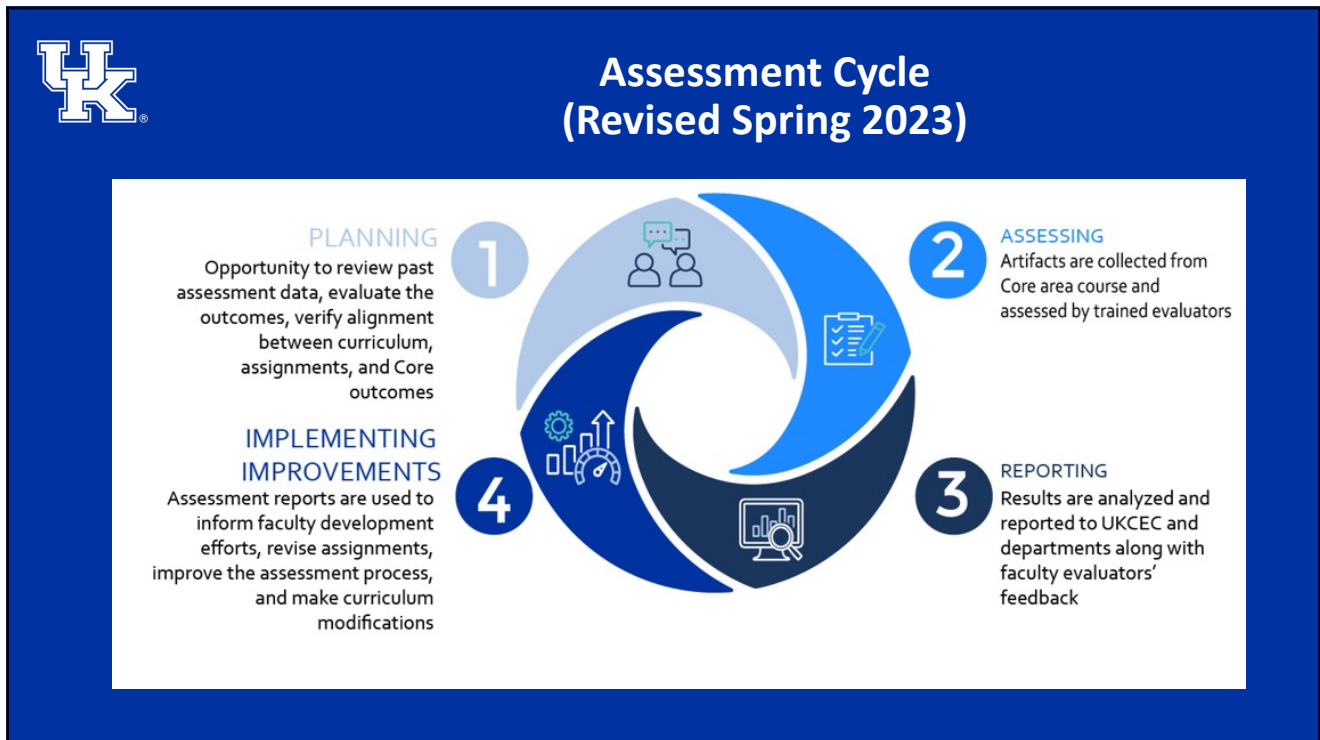 UK®
Assessment Cycle
(Revised Spring 2023)
PLANNING
1
Opportunity to review past
assessment data, evaluate the
outcomes, verify alignment
between curriculum,
assignments, and Core
outcomes
2
ASSESSING
Artifacts are collected from
Core area course and
assessed by trained evaluators
3
REPORTING
Results are analyzed and
reported to UKCEC and
departments along with
faculty evaluators’
feedback
IMPLEMENTING
IMPROVEMENTS
4
Assessment reports are used to
inform faculty development
efforts, revise assignments,
improve the assessment process,
and make curriculum
modifications